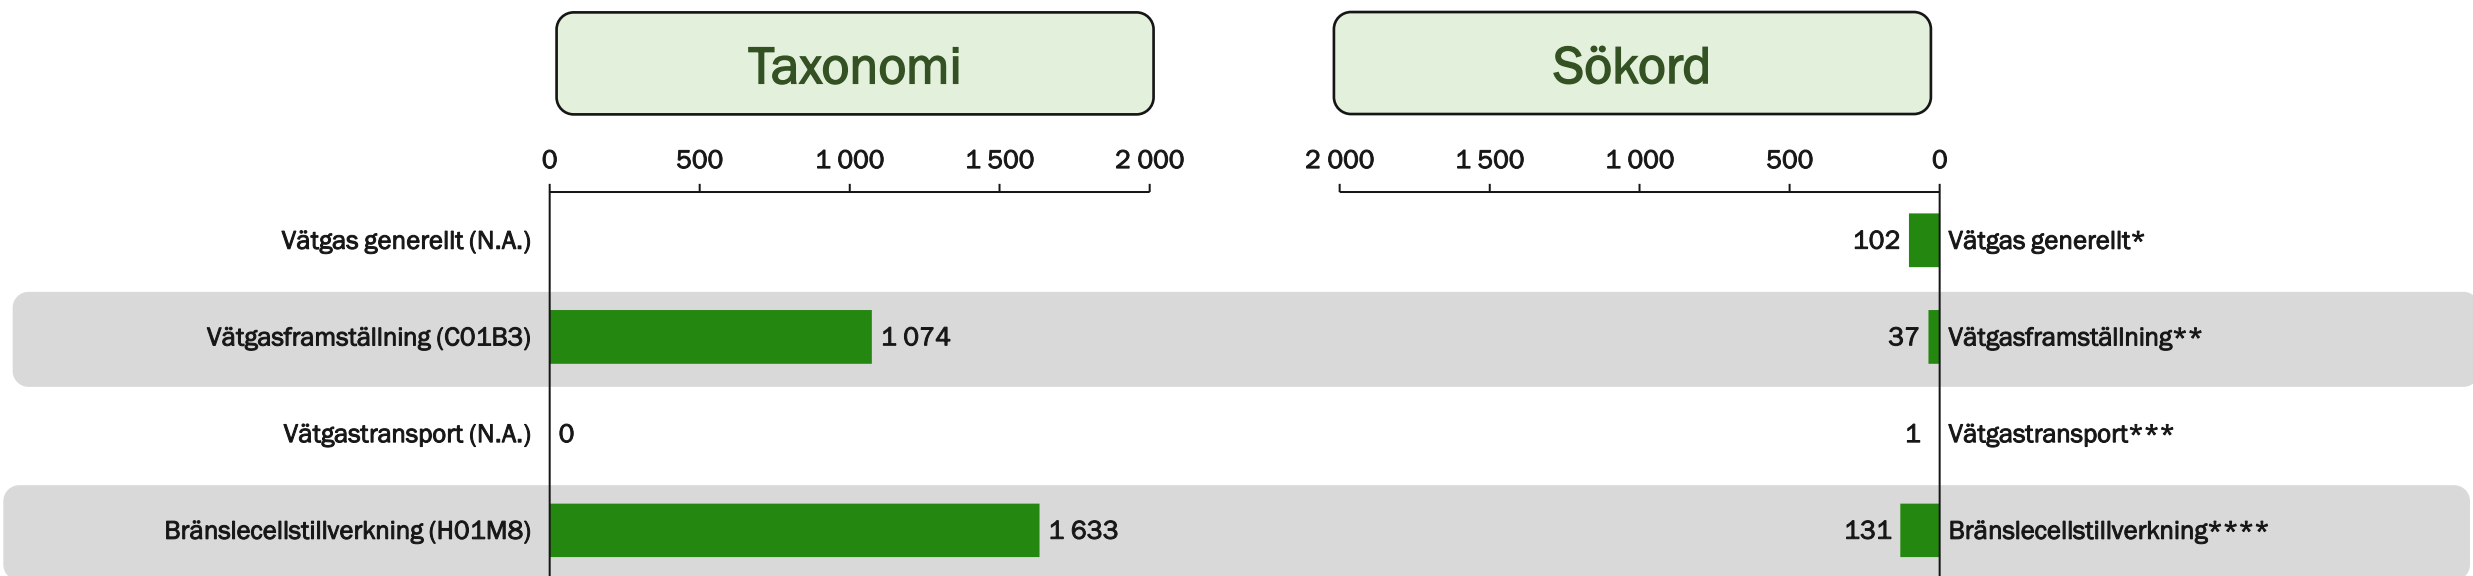 Taxonomi
Sökord
0 500 1 000 1 500 2 000
2 000 1 500 1 000 500 0
Vätgas generellt (N.A.)
102 Vätgas generellt*
Vätgasframställning (C01B3) 1 074
37 Vätgasframställning**
Vätgastransport (N.A.) 0
1 Vätgastransport***
Bränslecellstillverkning (H01M8) 1 633
131 Bränslecellstillverkning****